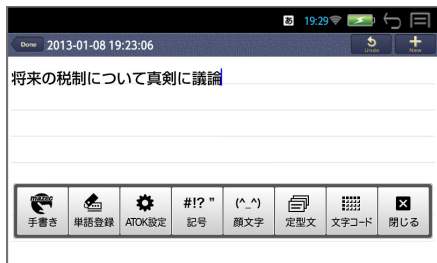 あ 19:29
Done 2013-01-08 19:23:06 Undo New
将来の税制について真剣に議論
mazec #!? " (^_^)
手書き 単語登録 ATOK設定 記号 顔文字 定型文 文字コード 閉じる